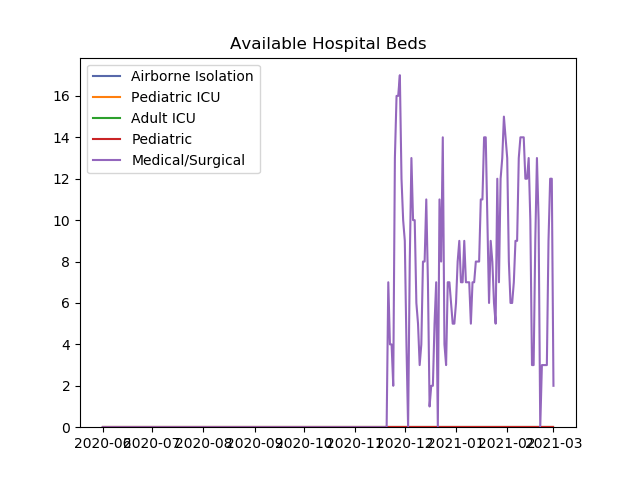 Available Hospital Beds
Airborne Isolation
Pediatric ICU
Adult ICU
Pediatric
Medical/Surgical
16
14
12
10
8
6
4
2
0
2020-06 2020-07 2020-08 2020-09 2020-10 2020-11 2020-12 2021-01 2021-02 2021-03